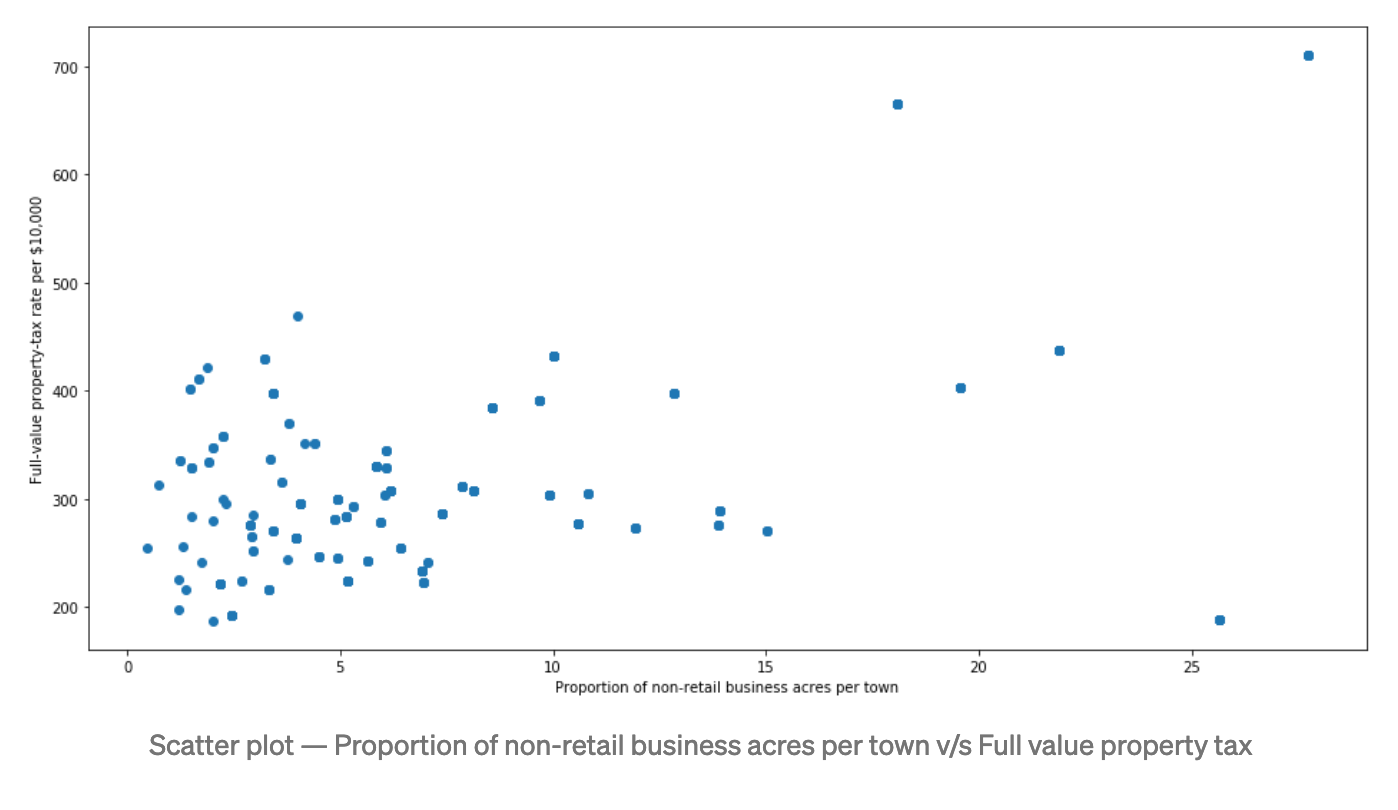 700
600
500
400
300
200
Full-value property-tax rate per $10,000
0 5 10 15 20 25
Proportion of non-retail business acres per town
Scatter plot — Proportion of non-retail business acres per town v/s Full value property tax